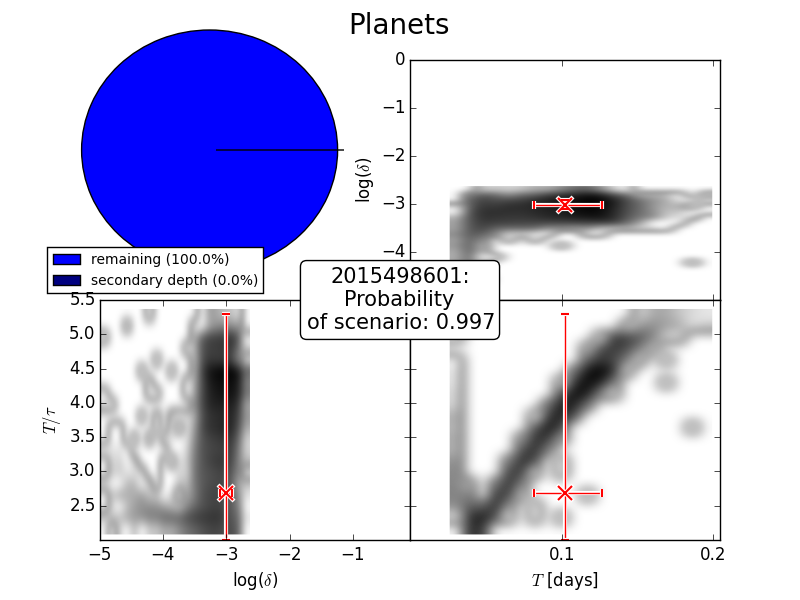 Planets
remaining (100.0%)
secondary depth (0.0%)
0
−1
−2
−3
−4
log(δ)
2015498601:
Probability
of scenario: 0.997
5.5
5.0
4.5
4.0
3.5
3.0
2.5
T/τ
−5 −4 −3 −2 −1
log(δ)
0.1 0.2
T [days]